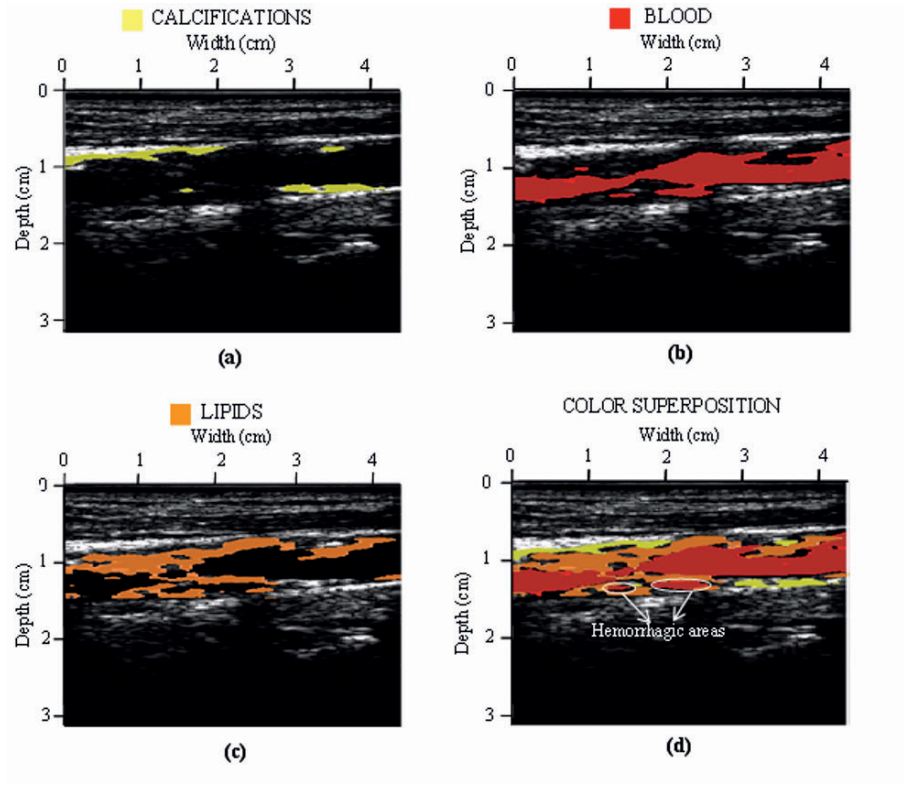 CALCIFICATIONS
Width (cm)
0 1 2 3 4
0
1
2
3
Depth (cm)
(a)
BLOOD
Width (cm)
0 1 2 3 4
0
1
2
3
Depth (cm)
(b)
LIPIDS
Width (cm)
0 1 2 3 4
0
1
2
3
Depth (cm)
(c)
COLOR SUPERPOSITION
Width (cm)
0 1 2 3 4
0
1
2
3
Depth (cm)
Hemorrhagic areas
(d)